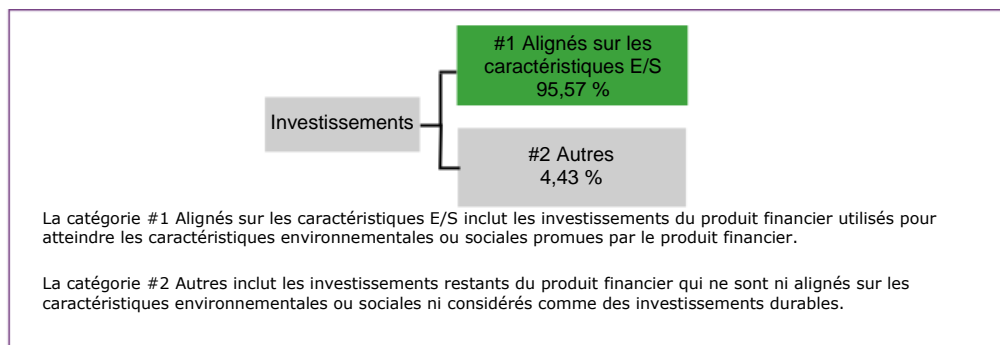 #1 Alignés sur les
caractéristiques E/S
95,57 %
Investissements
#2 Autres
4,43 %
La catégorie #1 Alignés sur les caractéristiques E/S inclut les investissements du produit financier utilisés pour
atteindre les caractéristiques environnementales ou sociales promues par le produit financier.
La catégorie #2 Autres inclut les investissements restants du produit financier qui ne sont ni alignés sur les
caractéristiques environnementales ou sociales ni considérés comme des investissements durables.